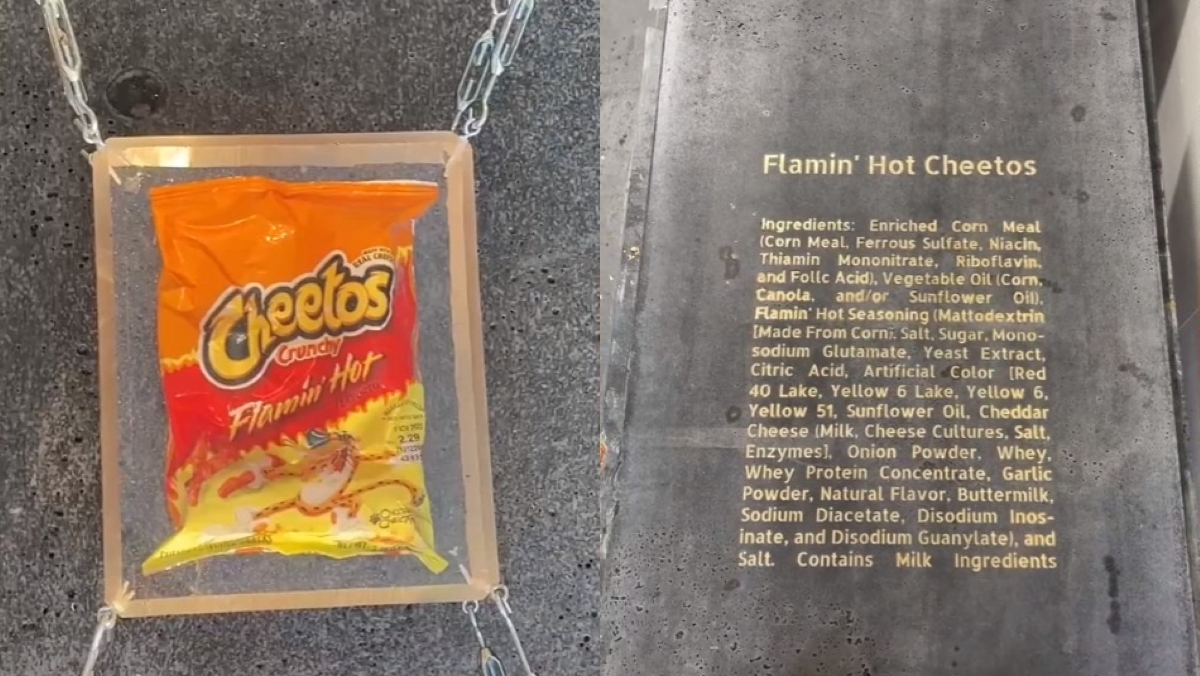 Cheetos
Crunchy
Flamin' Hot
2.29
Flamin' Hot Cheetos
Ingredients: Enriched Corn Meal
(Corn Meal, Ferrous Sulfate, Niacin,
Thiamin Mononitrate, Riboflavin,
and Follc Acid), Vegetable Oil (Corn,
Canola, and/or Sunflower Oil),
Flamin' Hot Seasoning (Mattodextrin
[Made From Corn], Salt, Sugar, Mono-
sodium Glutamate, Yeast Extract,
Citric Acid, Artificial Color [Red
40 Lake, Yellow 6 Lake, Yellow 6,
Yellow 51, Sunflower Oil, Cheddar
Cheese (Milk, Cheese Cultures, Salt,
Enzymes], Onion Powder, Whey,
Whey Protein Concentrate, Garlic
Powder, Natural Flavor, Buttermilk,
Sodium Diacetate, Disodium Inos-
inate, and Disodium Guanylate), and
Salt. Contains Milk Ingredients